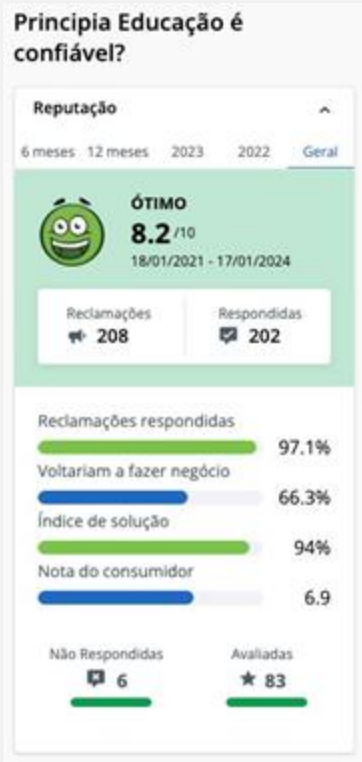 Principia Educação é
confiável?
Reputação
6 meses 12 meses 2023 2022 Geral
ÓTIMO
8.2 /10
18/01/2021 - 17/01/2024
Reclamações Respondidas
208 202
Reclamações respondidas
97.1%
Voltariam a fazer negócio
66.3%
Índice de solução
94%
Nota do consumidor
6.9
Não Respondidas Avaliadas
6 83